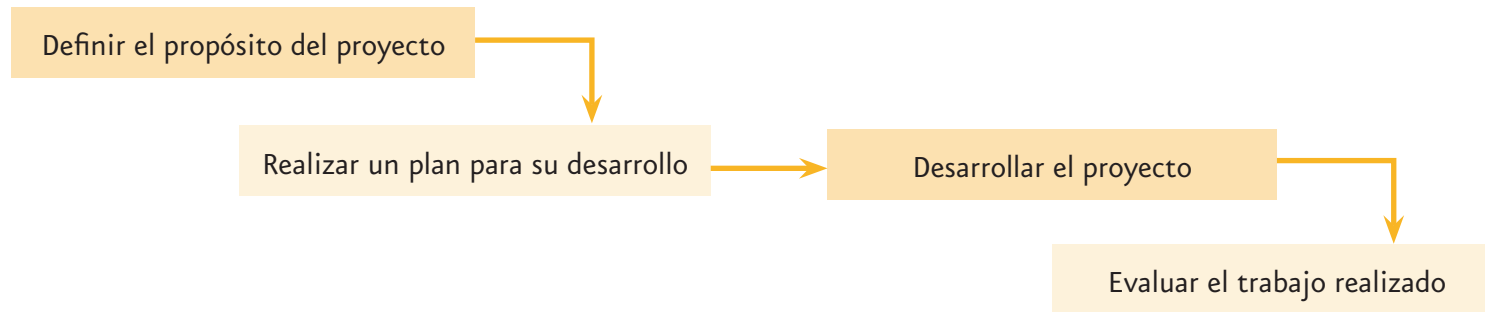 Definir el propósito del proyecto
Realizar un plan para su desarrollo
Desarrollar el proyecto
Evaluar el trabajo realizado